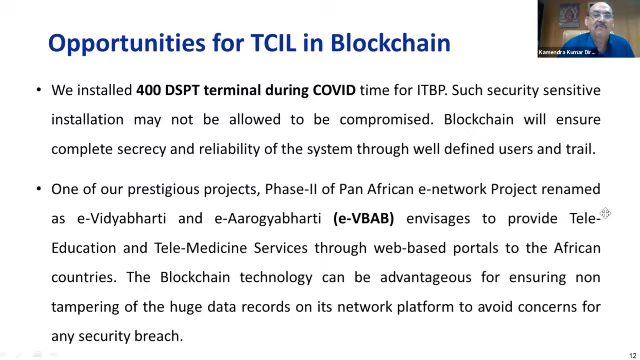 Opportunities for TCIL in Blockchain
Kamendra Kumar Dir...
• We installed 400 DSPT terminal during COVID time for ITBP. Such security sensitive
installation may not be allowed to be compromised. Blockchain will ensure
complete secrecy and reliability of the system through well defined users and trail.
• One of our prestigious projects, Phase-II of Pan African e-network Project renamed
as e-Vidyabharti and e-Aarogyabharti (e-VBAB) envisages to provide Tele-
Education and Tele-Medicine Services through web-based portals to the African
countries. The Blockchain technology can be advantageous for ensuring non
tampering of the huge data records on its network platform to avoid concerns for
any security breach.
12